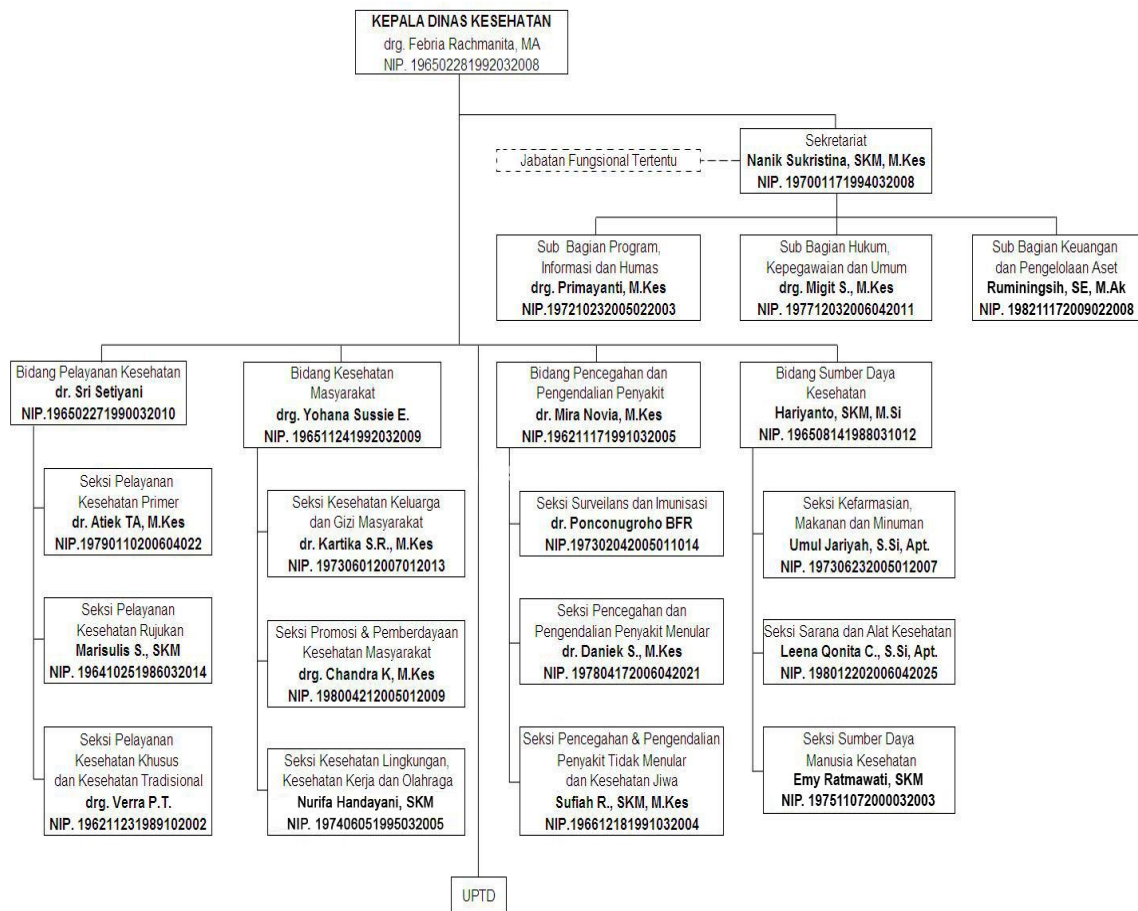 KEPALA DINAS KESEHATAN
drg. Febria Rachmanita, MA
NIP. 196502281992032008
Sekretariat
Nanik Sukristina, SKM, M.Kes
NIP. 197001171994032008
Jabatan Fungsional Tertentu
Sub Bagian Program,
Informasi dan Humas
drg. Primayanti, M.Kes
NIP.197210232005022003
Sub Bagian Hukum,
Kepegawaian dan Umum
drg. Migit S., M.Kes
NIP. 197712032006042011
Sub Bagian Keuangan
dan Pengelolaan Aset
Ruminingsih, SE, M.Ak
NIP. 198211172009022008
Bidang Pelayanan Kesehatan
dr. Sri Setiyani
NIP.196502271990032010
Bidang Kesehatan
Masyarakat
drg. Yohana Sussie E.
NIP. 196511241992032009
Bidang Pencegahan dan
Pengendalian Penyakit
dr. Mira Novia, M.Kes
NIP.196211171991032005
Bidang Sumber Daya
Kesehatan
Hariyanto, SKM, M.Si
NIP. 196508141988031012
Seksi Pelayanan
Kesehatan Primer
dr. Atiek TA, M.Kes
NIP.19790110200604022
Seksi Pelayanan
Kesehatan Rujukan
Marisulis S., SKM
NIP. 196410251986032014
Seksi Pelayanan
Kesehatan Khusus
dan Kesehatan Tradisional
drg. Verra P.T.
NIP. 196211231989102002
Seksi Kesehatan Keluarga
dan Gizi Masyarakat
dr. Kartika S.R., M.Kes
NIP. 197306012007012013
Seksi Promosi & Pemberdayaan
Kesehatan Masyarakat
drg. Chandra K, M.Kes
NIP. 198004212005012009
Seksi Kesehatan Lingkungan,
Kesehatan Kerja dan Olahraga
Nurifa Handayani, SKM
NIP. 197406051995032005
Seksi Surveilans dan Imunisasi
dr. Ponconugroho BFR
NIP.197302042005011014
Seksi Pencegahan dan
Pengendalian Penyakit Menular
dr. Daniek S., M.Kes
NIP. 197804172006042021
Seksi Pencegahan & Pengendalian
Penyakit Tidak Menular
dan Kesehatan Jiwa
Sufiah R., SKM, M.Kes
NIP.196612181991032004
Seksi Kefarmasian,
Makanan dan Minuman
Umul Jariyah, S.Si, Apt.
NIP. 197306232005012007
Seksi Sarana dan Alat Kesehatan
Leena Qonita C., S.Si, Apt.
NIP. 198012202006042025
Seksi Sumber Daya
Manusia Kesehatan
Emy Ratmawati, SKM
NIP. 197511072000032003
UPTD